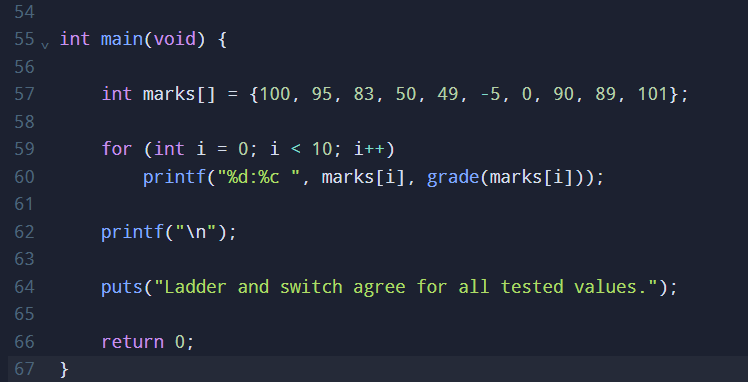 54
55 int main(void) {
56
57     int marks[] = {100, 95, 83, 50, 49, -5, 0, 90, 89, 101};
58
59     for (int i = 0; i < 10; i++)
60         printf("%d:%c ", marks[i], grade(marks[i]));
61
62     printf("\n");
63
64     puts("Ladder and switch agree for all tested values.");
65
66     return 0;
67 }